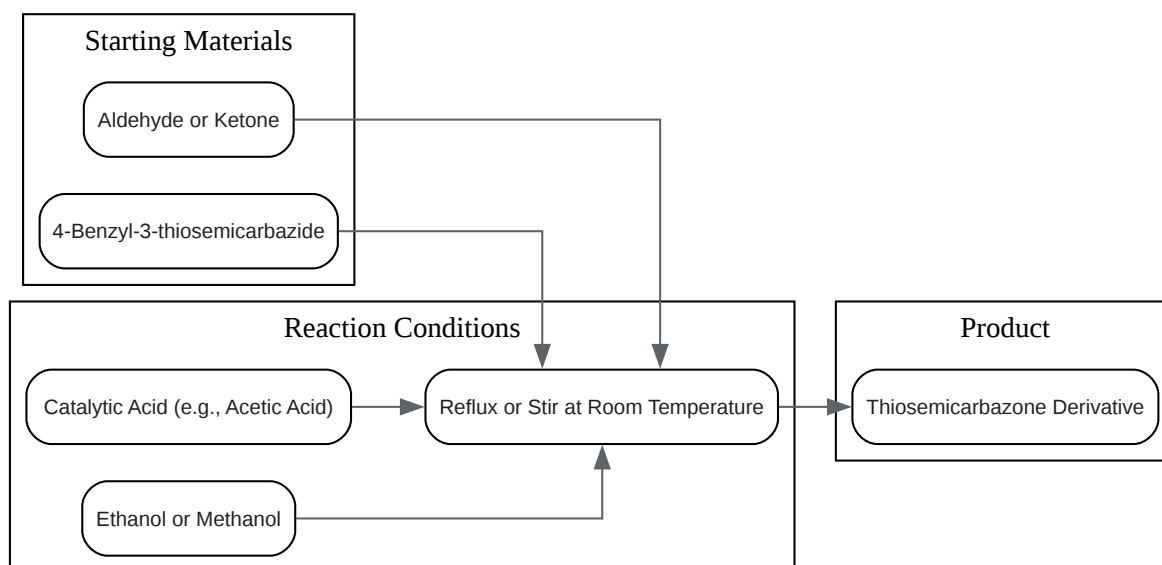 Starting Materials
Aldehyde or Ketone
4-Benzyl-3-thiosemicarbazide
Reaction Conditions
Catalytic Acid (e.g., Acetic Acid)
Reflux or Stir at Room Temperature
Ethanol or Methanol
Product
Thiosemicarbazone Derivative